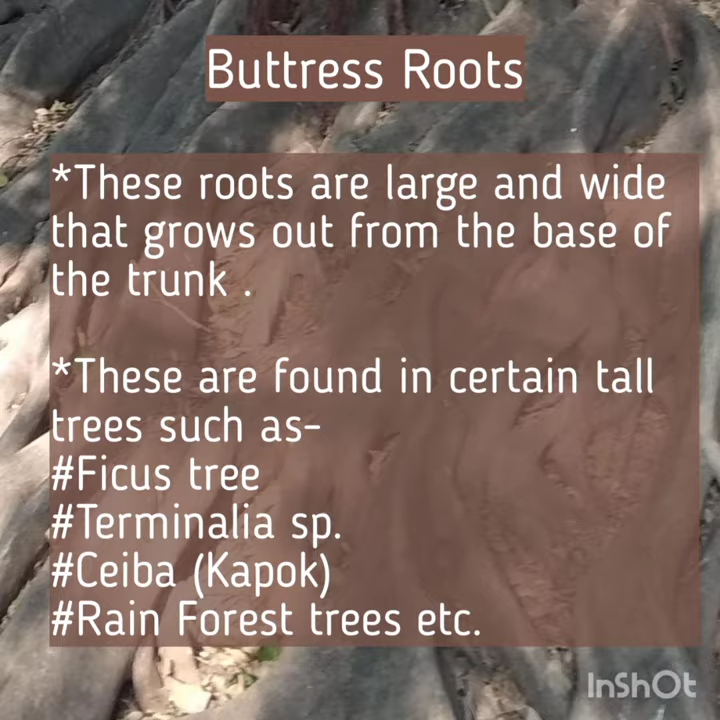 Buttress Roots
*These roots are large and wide
that grows out from the base of
the trunk .
*These are found in certain tall
trees such as-
#Ficus tree
#Terminalia sp.
#Ceiba (Kapok)
#Rain Forest trees etc.
InShOt